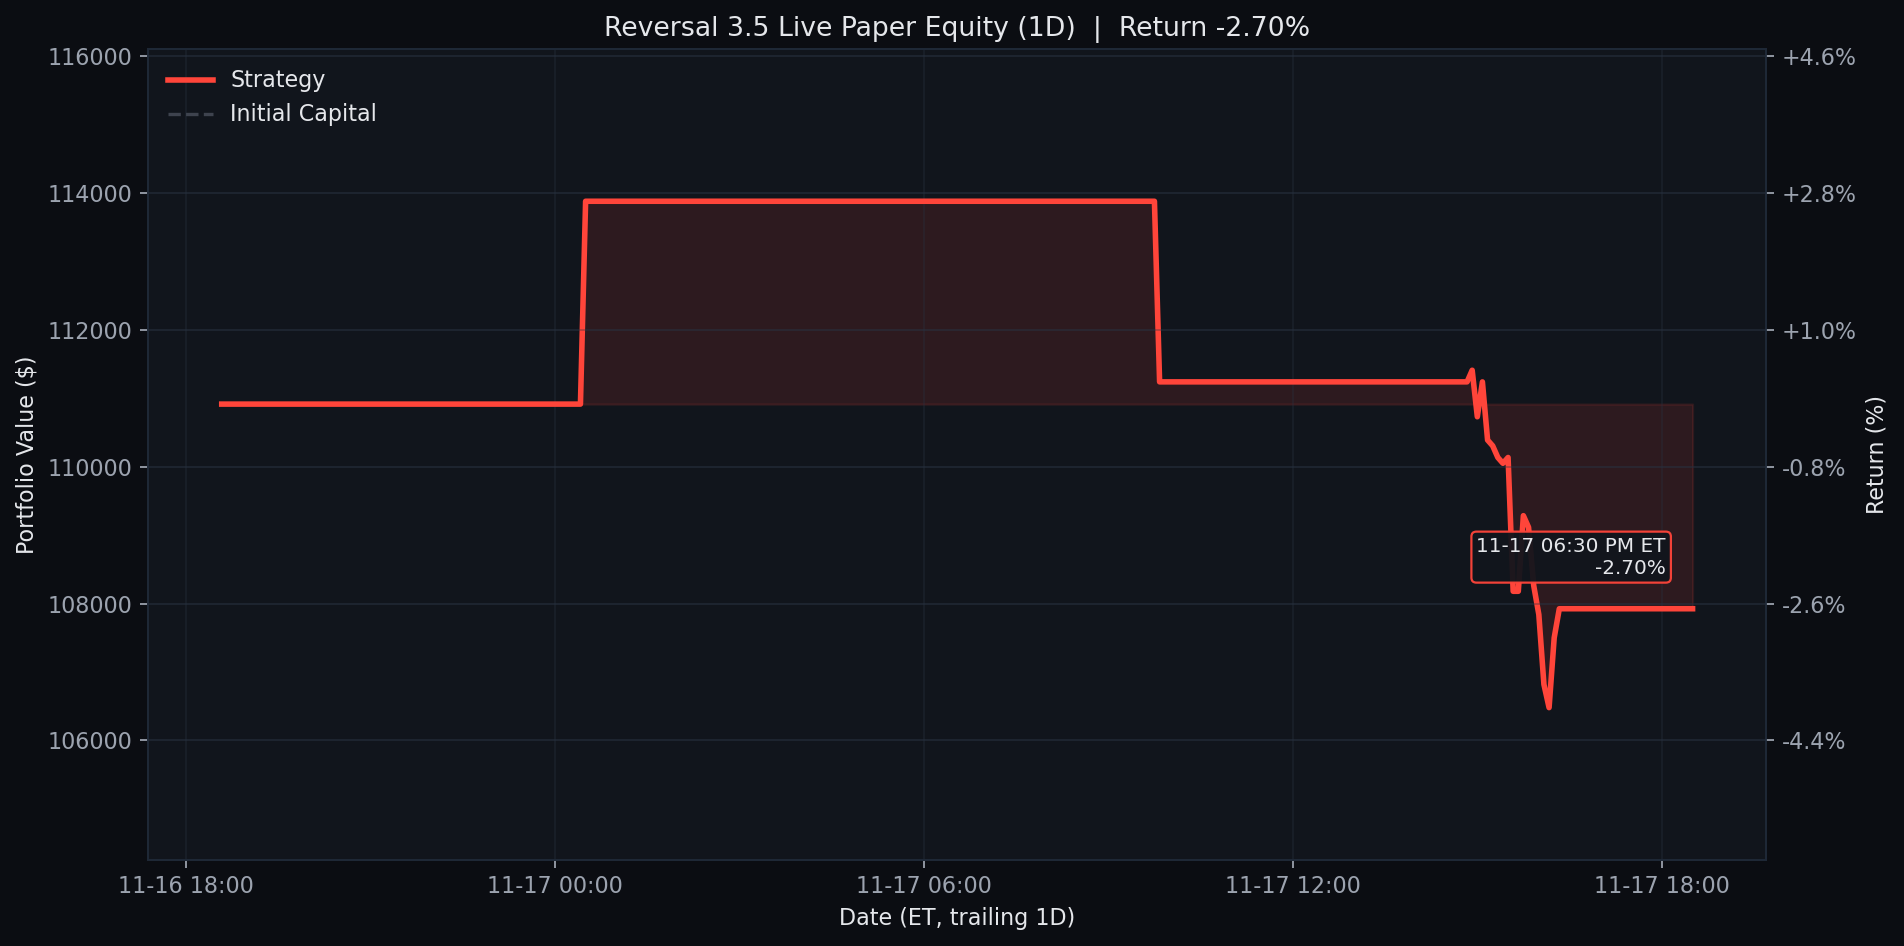 Reversal 3.5 Live Paper Equity (1D)  |  Return -2.70%
Strategy
Initial Capital
116000
114000
112000
110000
108000
106000
Portfolio Value ($)
+4.6%
+2.8%
+1.0%
-0.8%
-2.6%
-4.4%
Return (%)
11-17 06:30 PM ET
-2.70%
11-16 18:00
11-17 00:00
11-17 06:00
11-17 12:00
11-17 18:00
Date (ET, trailing 1D)